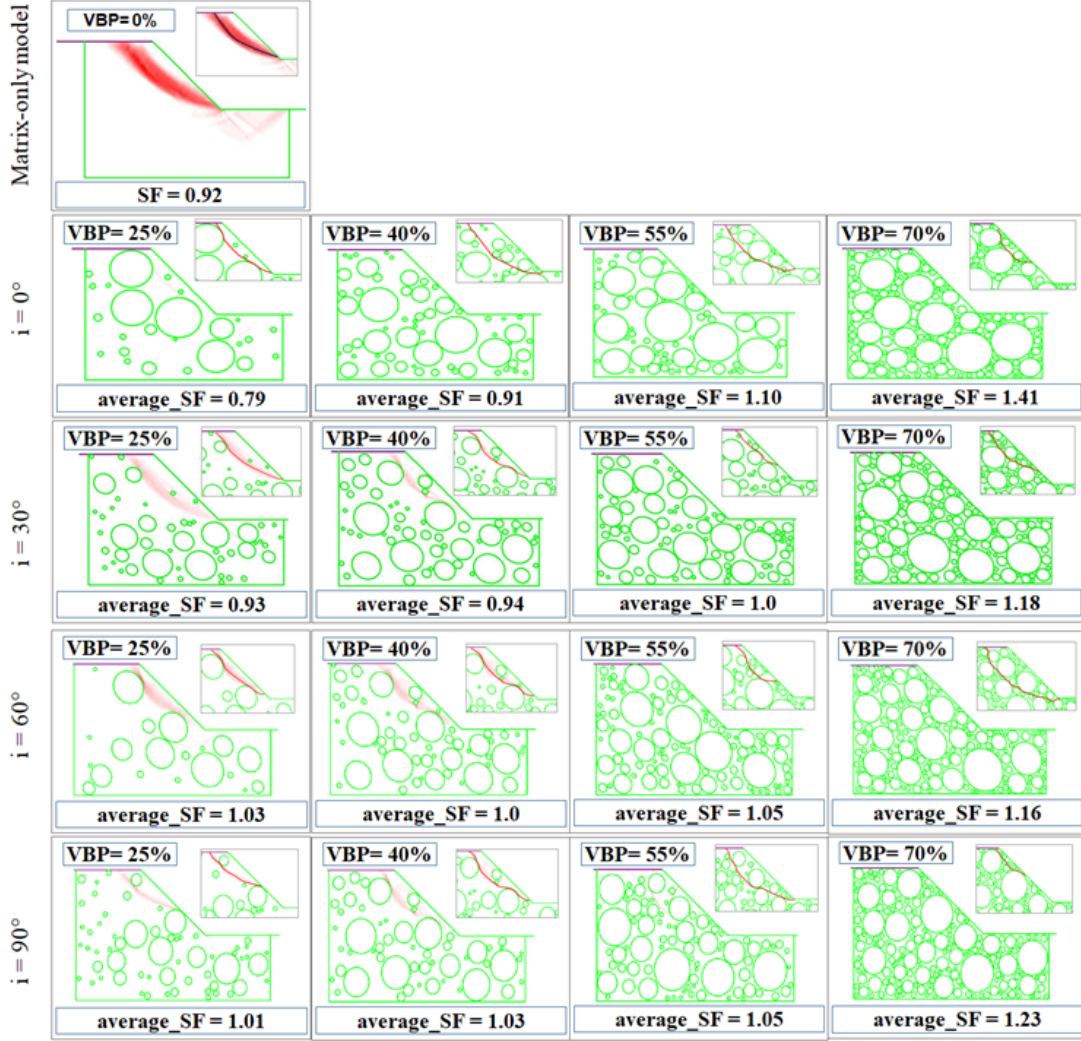 Matrix-only model
VBP= 0%
SF = 0.92
i = 0°
VBP= 25%
VBP= 40%
VBP= 55%
VBP= 70%
average_SF = 0.79
average_SF = 0.91
average_SF = 1.10
average_SF = 1.41
i = 30°
VBP= 25%
VBP= 40%
VBP= 55%
VBP= 70%
average_SF = 0.93
average_SF = 0.94
average_SF = 1.0
average_SF = 1.18
i = 60°
VBP= 25%
VBP= 40%
VBP= 55%
VBP= 70%
average_SF = 1.03
average_SF = 1.0
average_SF = 1.05
average_SF = 1.16
i = 90°
VBP= 25%
VBP= 40%
VBP= 55%
VBP= 70%
average_SF = 1.01
average_SF = 1.03
average_SF = 1.05
average_SF = 1.23